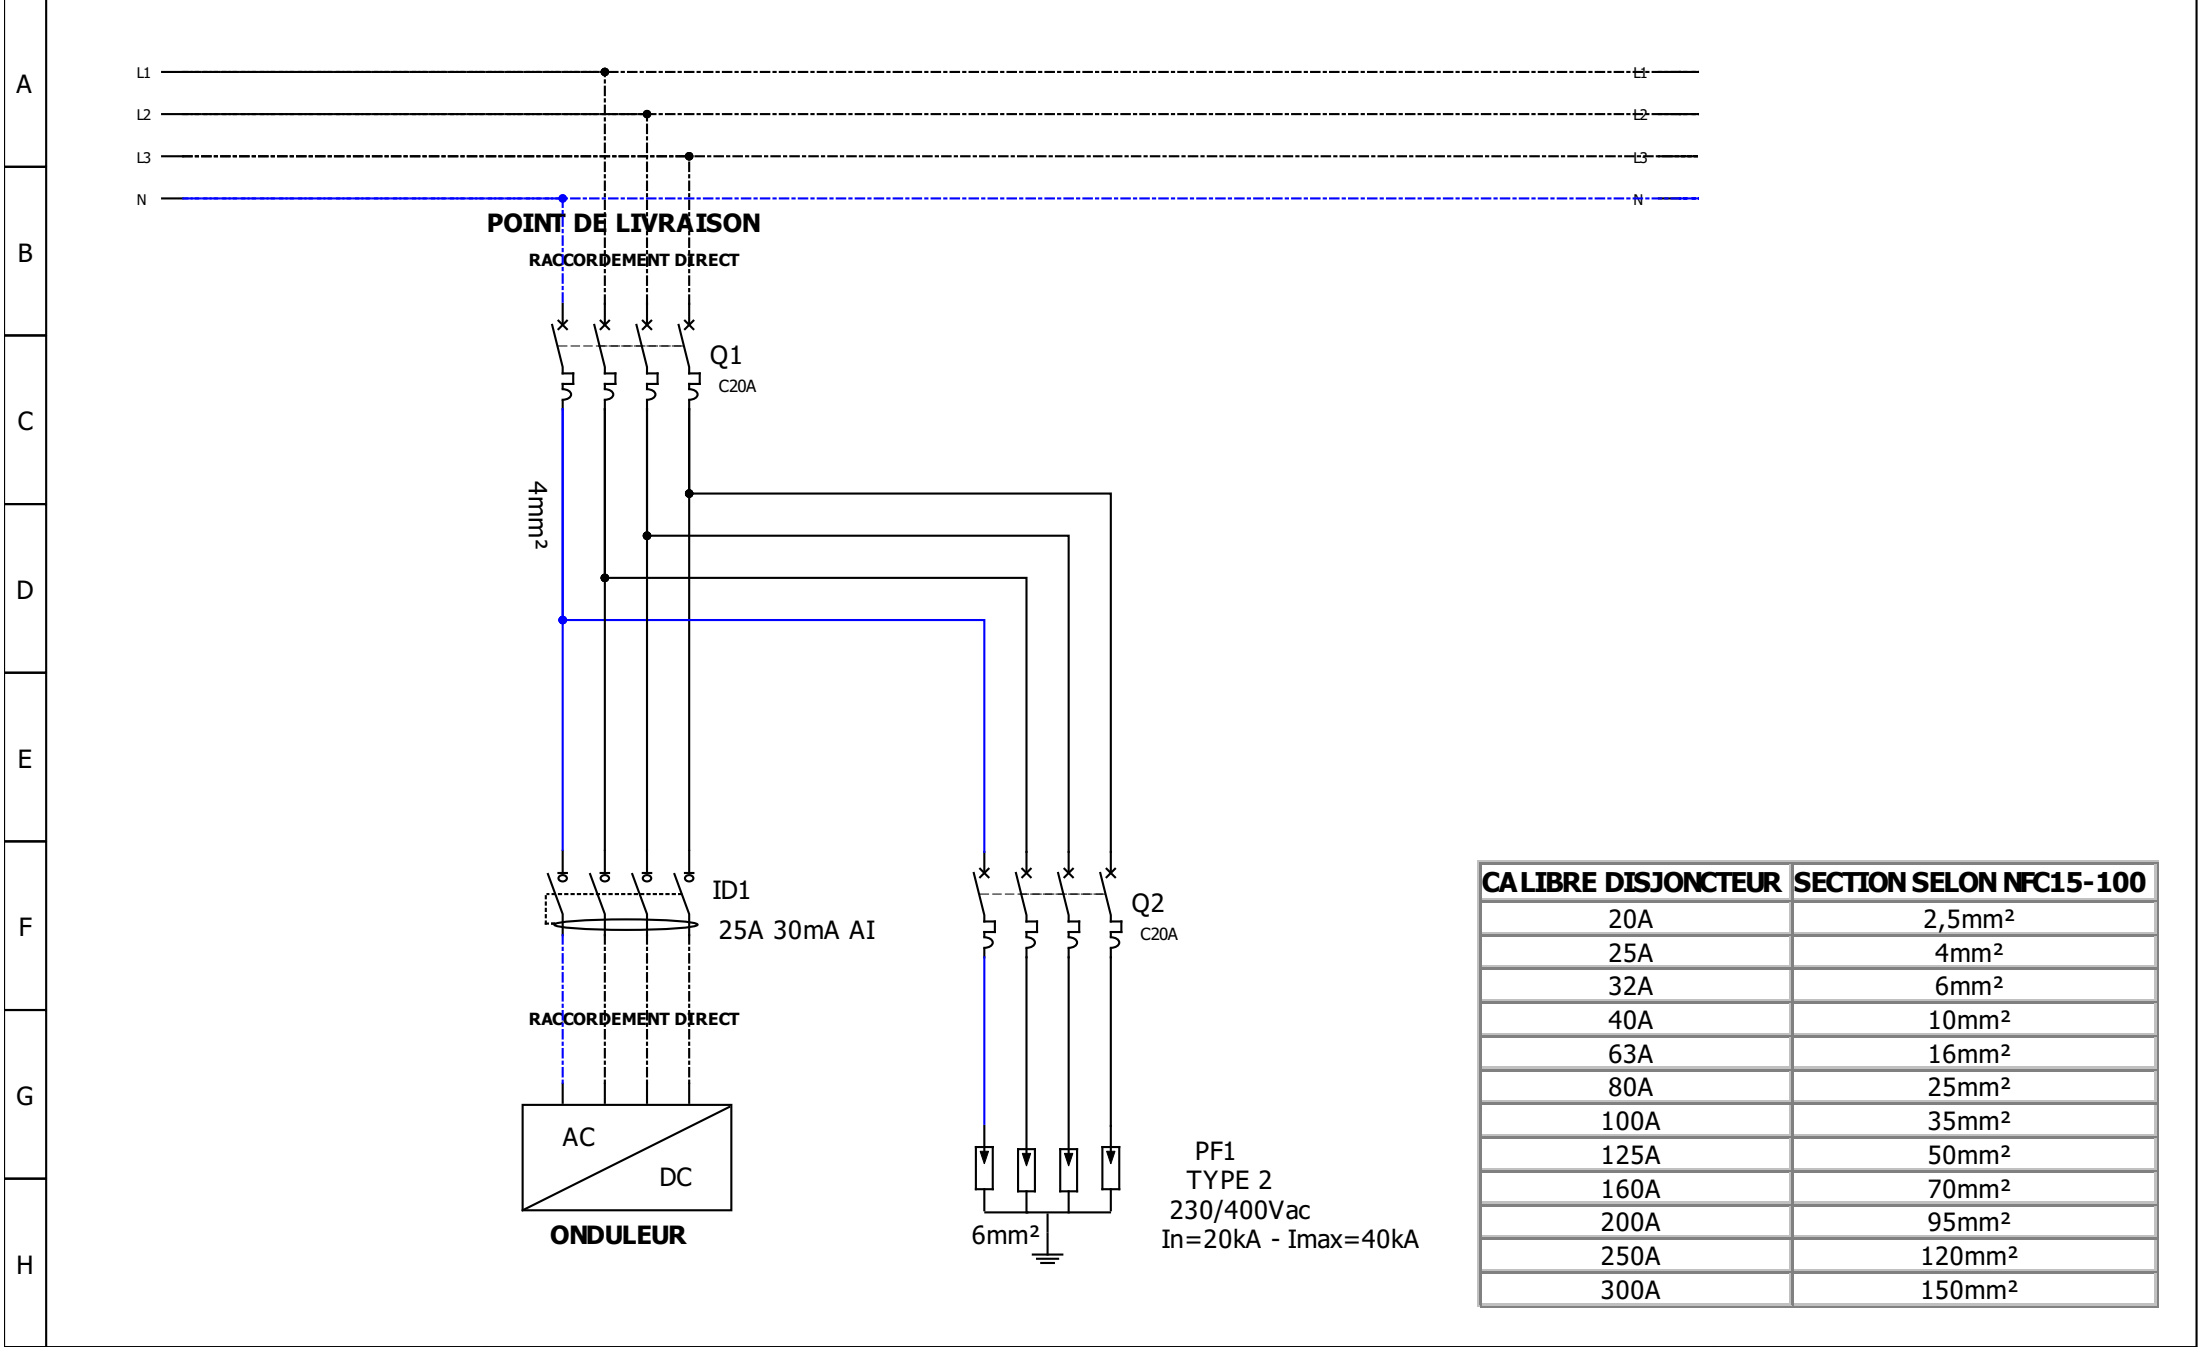 A
B
C
D
E
F
G
H
L1
L1
L2
L2
L3
L3
N
N
POINT DE LIVRAISON
RACCORDEMENT DIRECT
Q1
C20A
4mm²
ID1
25A 30mA AI
Q2
C20A
RACCORDEMENT DIRECT
AC
DC
ONDULEUR
PF1
TYPE 2
230/400Vac
In=20kA - Imax=40kA
6mm²
CALIBRE DISJONCTEUR SECTION SELON NFC15-100
20A 2,5mm²
25A 4mm²
32A 6mm²
40A 10mm²
63A 16mm²
80A 25mm²
100A 35mm²
125A 50mm²
160A 70mm²
200A 95mm²
250A 120mm²
300A 150mm²